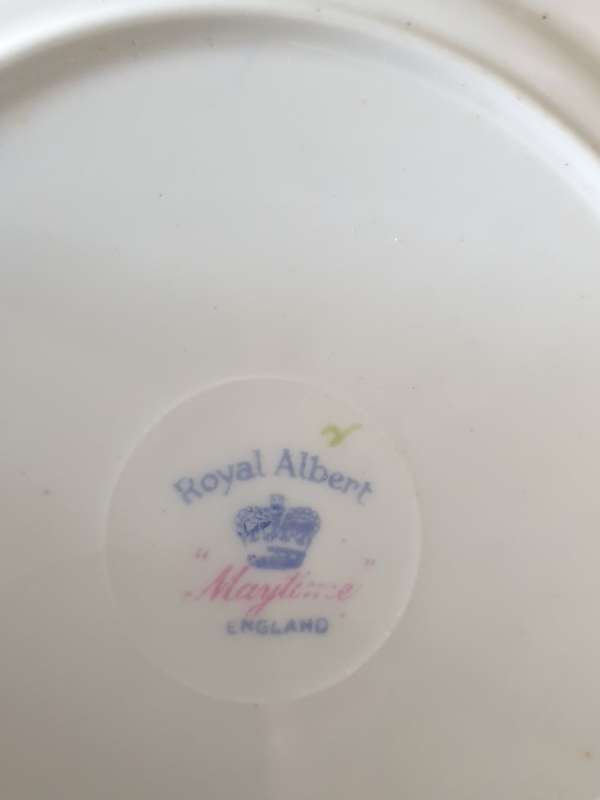 Royal Albert
"Maytime"
ENGLAND